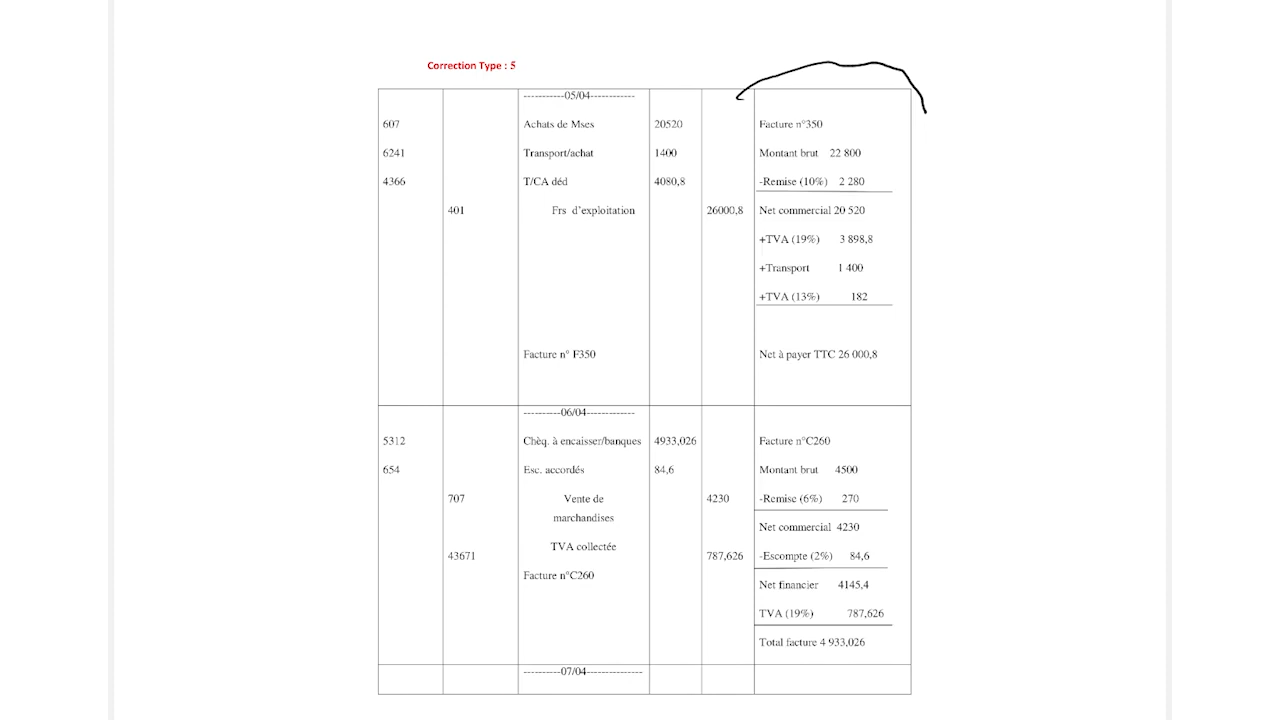 Correction Type : 5
-----------05/04------------
607 Achats de Mses 20520 Facture n°350
6241 Transport/achat 1400 Montant brut 22 800
4366 T/CA déd 4080,8 -Remise (10%) 2 280
401 Frs d’exploitation 26000,8 Net commercial 20 520
+TVA (19%) 3 898,8
+Transport 1 400
+TVA (13%) 182
Facture n° F350 Net à payer TTC 26 000,8
----------06/04-------------
5312 Chèq. à encaisser/banques 4933,026 Facture n°C260
654 Esc. accordés 84,6 Montant brut 4500
707 Vente de 4230 -Remise (6%) 270
marchandises
Net commercial 4230
TVA collectée
43671 787,626 -Escompte (2%) 84,6
Facture n°C260
Net financier 4145,4
TVA (19%) 787,626
Total facture 4 933,026
----------07/04---------------